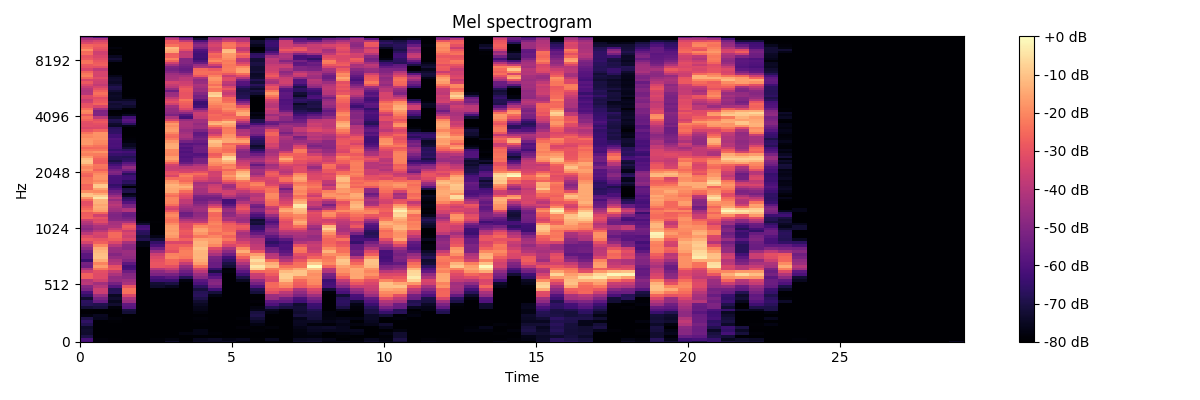 Mel spectrogram
Hz
8192
4096
2048
1024
512
0
0 5 10 15 20 25
Time
+0 dB
-10 dB
-20 dB
-30 dB
-40 dB
-50 dB
-60 dB
-70 dB
-80 dB